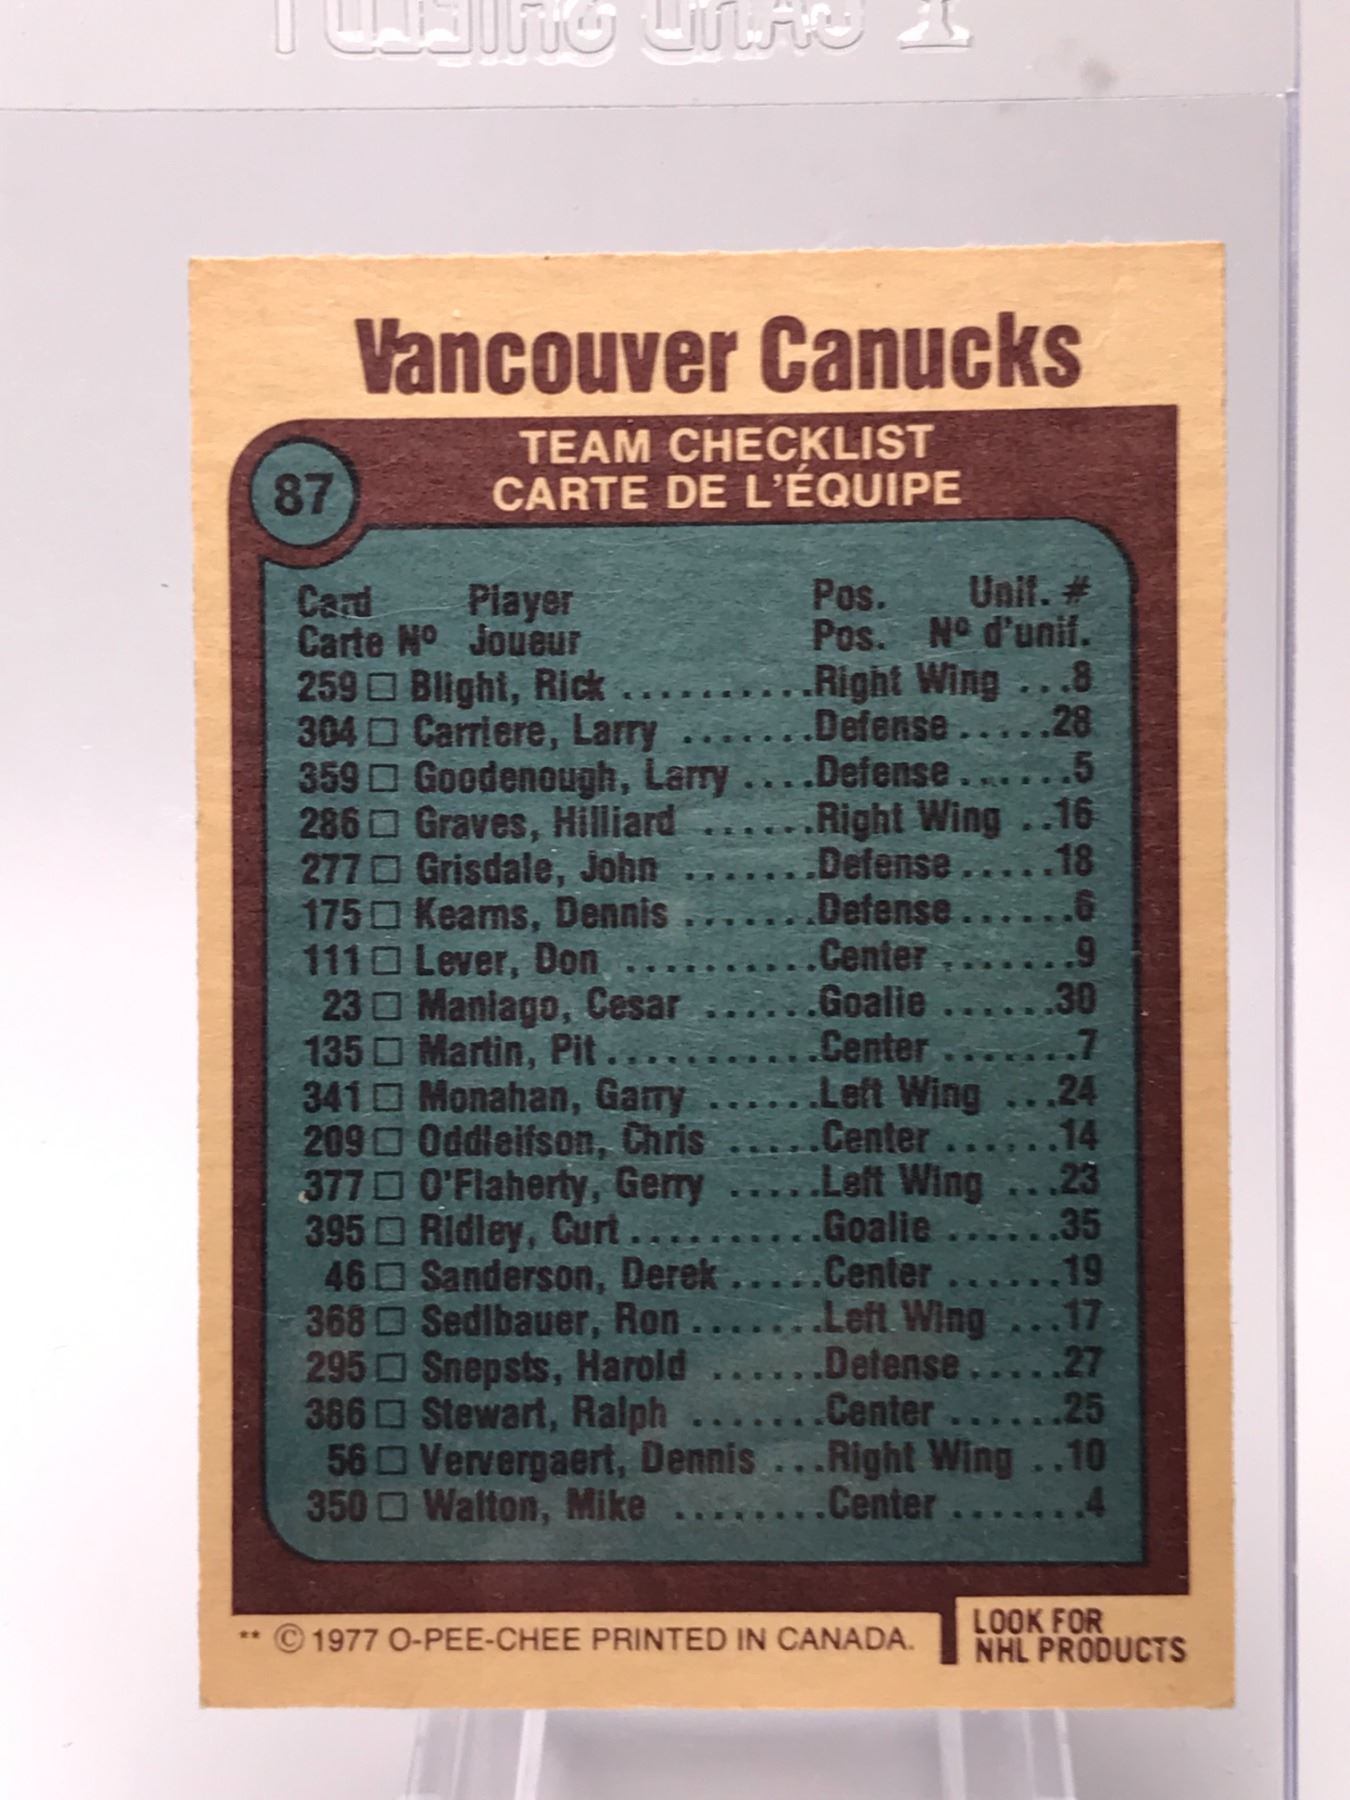 1 CARD SHIELD 1
Vancouver Canucks
TEAM CHECKLIST
CARTE DE L'ÉQUIPE
87
Card Player Pos. Unif. #
Carte Nº Joueur Pos. Nº d'unif.
259 □ Blight, Rick ..........Right Wing ...8
304 □ Carriere, Larry .......Defense.....28
359 □ Goodenough, Larry ....Defense......5
286 □ Graves, Hilliard ......Right Wing ..16
277 □ Grisdale, John .......Defense.....18
175 □ Kearns, Dennis .......Defense......6
111 □ Lever, Don ..........Center .......9
23 □ Maniago, Cesar ......Goalie ......30
135 □ Martin, Pit...........Center .......7
341 □ Monahan, Garry ......Left Wing ...24
209 □ Oddleifson, Chris .....Center ......14
377 □ O'Flaherty, Gerry .....Left Wing ...23
395 □ Ridley, Curt..........Goalie ......35
46 □ Sanderson, Derek .....Center ......19
368 □ Sedlbauer, Ron .......Left Wing ...17
295 □ Snepsts, Harold ......Defense.....27
386 □ Stewart, Ralph .......Center ......25
56 □ Ververgaert, Dennis ...Right Wing ..10
350 □ Walton, Mike ........Center .......4
** © 1977 O-PEE-CHEE PRINTED IN CANADA.
LOOK FOR
NHL PRODUCTS